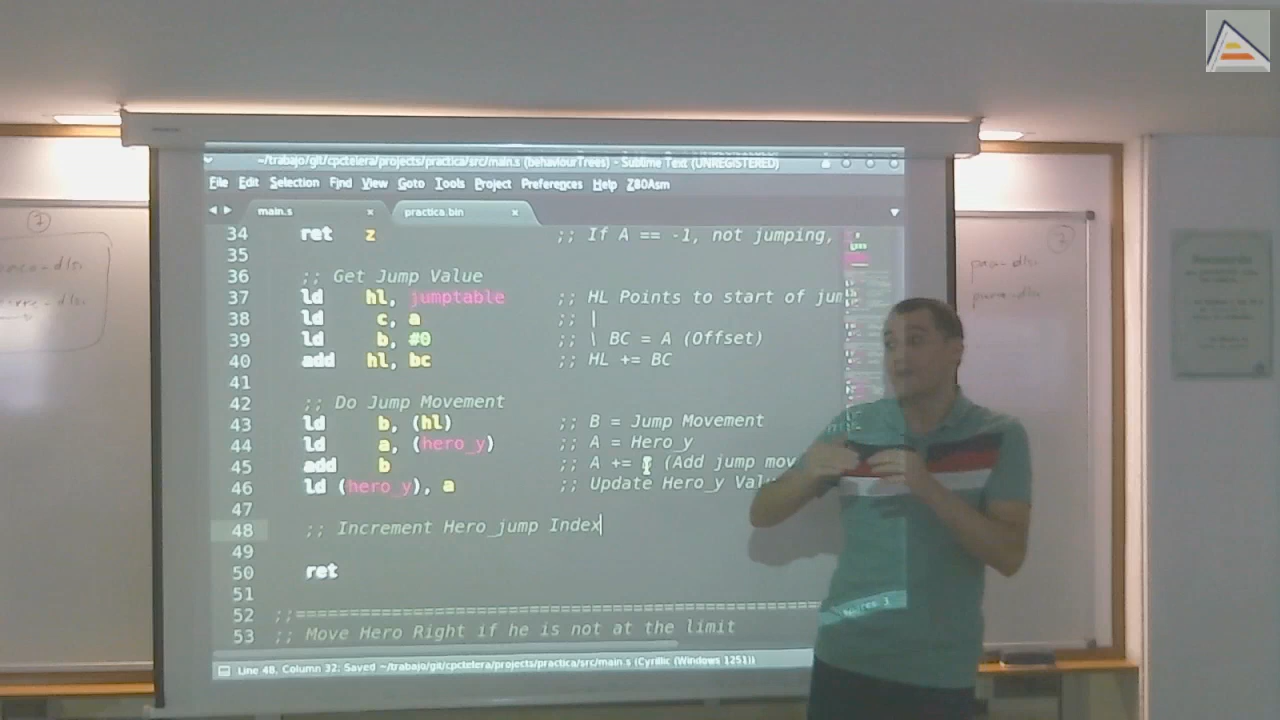 ~/trabajo/git/cpctelera/projects/practica/src/main.s (behaviourTrees) - Sublime Text (UNREGISTERED)
File Edit Selection Find View Goto Tools Project Preferences Help Z80Asm
main.s × practica.bin ×
34 ret z ;; If A == -1, not jumping,
35
36 ;; Get Jump Value
37 ld hl, jumptable ;; HL Points to start of jum
38 ld c, a ;; |
39 ld b, #0 ;; \ BC = A (Offset)
40 add hl, bc ;; HL += BC
41
42 ;; Do Jump Movement
43 ld b, (hl) ;; B = Jump Movement
44 ld a, (hero_y) ;; A = Hero_y
45 add b ;; A += (Add jump mov
46 ld (hero_y), a ;; Update Hero_y Valu
47
48 ;; Increment Hero_jump Index
49
50 ret
51
52 ;;==================================================
53 ;; Move Hero Right if he is not at the limit
Line 48, Column 32: Saved ~/trabajo/git/cpctelera/projects/practica/src/main.s (Cyrillic (Windows 1251))